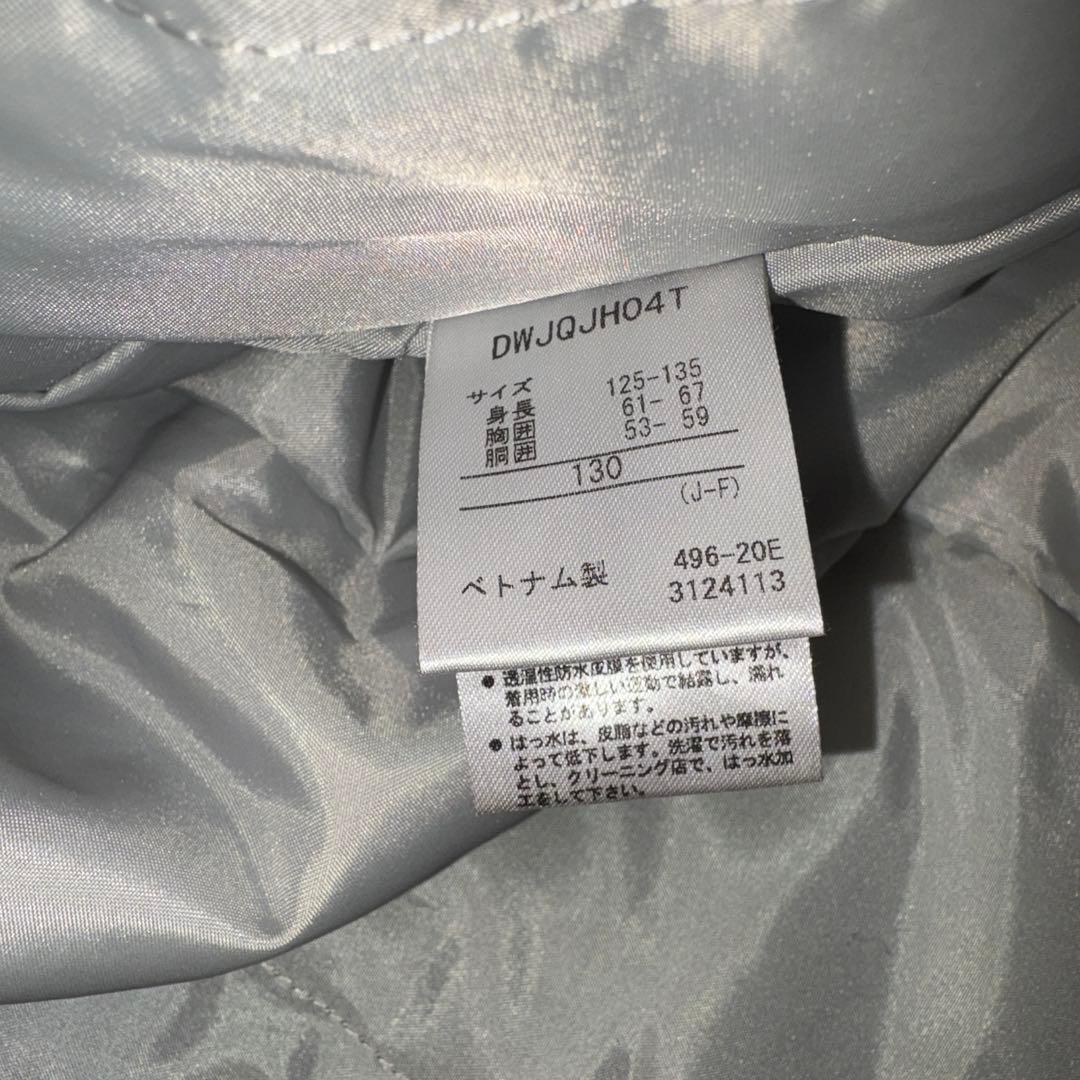 DWJQJH04T
サイズ
身長 125-135
胸囲 61- 67
胴囲 53- 59
130
(J-F)
ベトナム製 496-20E
3124113
● 透湿性防水皮膜を使用していますが、
着用時の激しい運動で結露し、濡れ
ることがあります。
● はっ水は、皮脂などの汚れや摩擦に
よって低下します。洗濯で汚れを落
とし、クリーニング店で、はっ水加
工をして下さい。